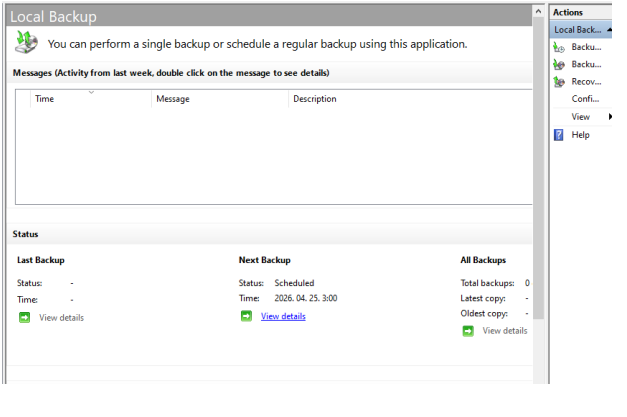 Local Backup
You can perform a single backup or schedule a regular backup using this application.
Messages (Activity from last week, double click on the message to see details)
Time Message Description
Status
Last Backup
Status: -
Time: -
View details
Next Backup
Status: Scheduled
Time: 2026. 04. 25. 3:00
View details
All Backups
Total backups: 0
Latest copy: -
Oldest copy: -
View details
Actions
Local Back...
Backu...
Backu...
Recov...
Confi...
View
Help